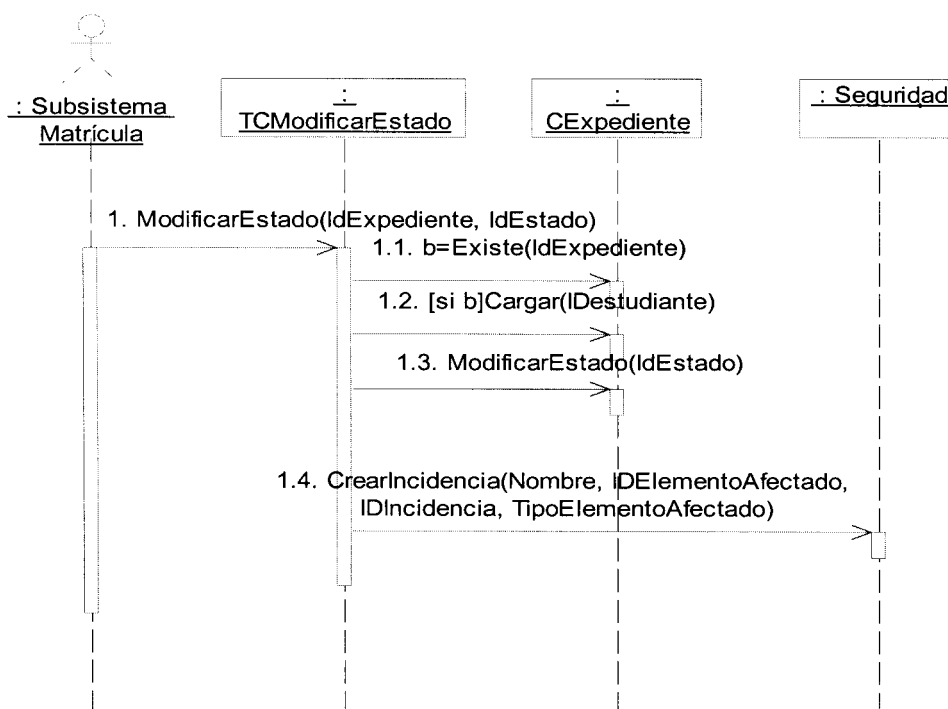 : Subsistema
Matrícula
:
TCModificarEstado
:
CExpediente
: Seguridad
1. ModificarEstado(IdExpediente, IdEstado)
1.1. b=Existe(IdExpediente)
1.2. [si b]Cargar(IDestudiante)
1.3. ModificarEstado(IdEstado)
1.4. CrearIncidencia(Nombre, IDElementoAfectado,
IDIncidencia, TipoElementoAfectado)